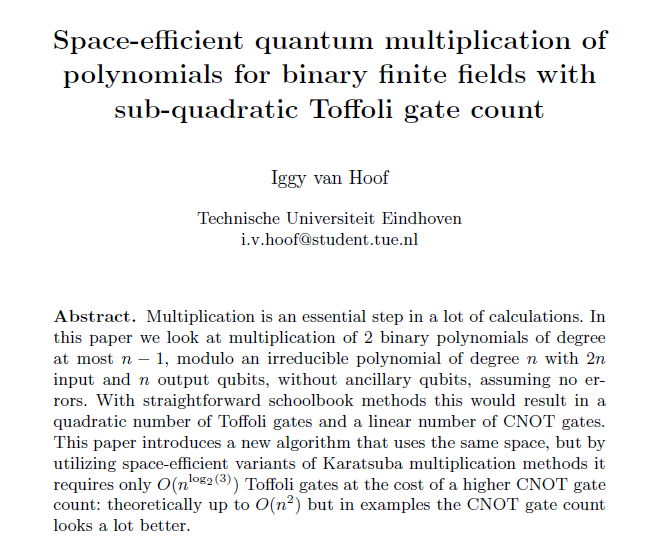 Space-efficient quantum multiplication of
polynomials for binary finite fields with
sub-quadratic Toffoli gate count
Iggy van Hoof
Technische Universiteit Eindhoven
i.v.hoof@student.tue.nl
Abstract. Multiplication is an essential step in a lot of calculations. In
this paper we look at multiplication of 2 binary polynomials of degree
at most n − 1, modulo an irreducible polynomial of degree n with 2n
input and n output qubits, without ancillary qubits, assuming no er-
rors. With straightforward schoolbook methods this would result in a
quadratic number of Toffoli gates and a linear number of CNOT gates.
This paper introduces a new algorithm that uses the same space, but by
utilizing space-efficient variants of Karatsuba multiplication methods it
requires only O(n^{log_2(3)}) Toffoli gates at the cost of a higher CNOT gate
count: theoretically up to O(n²) but in examples the CNOT gate count
looks a lot better.